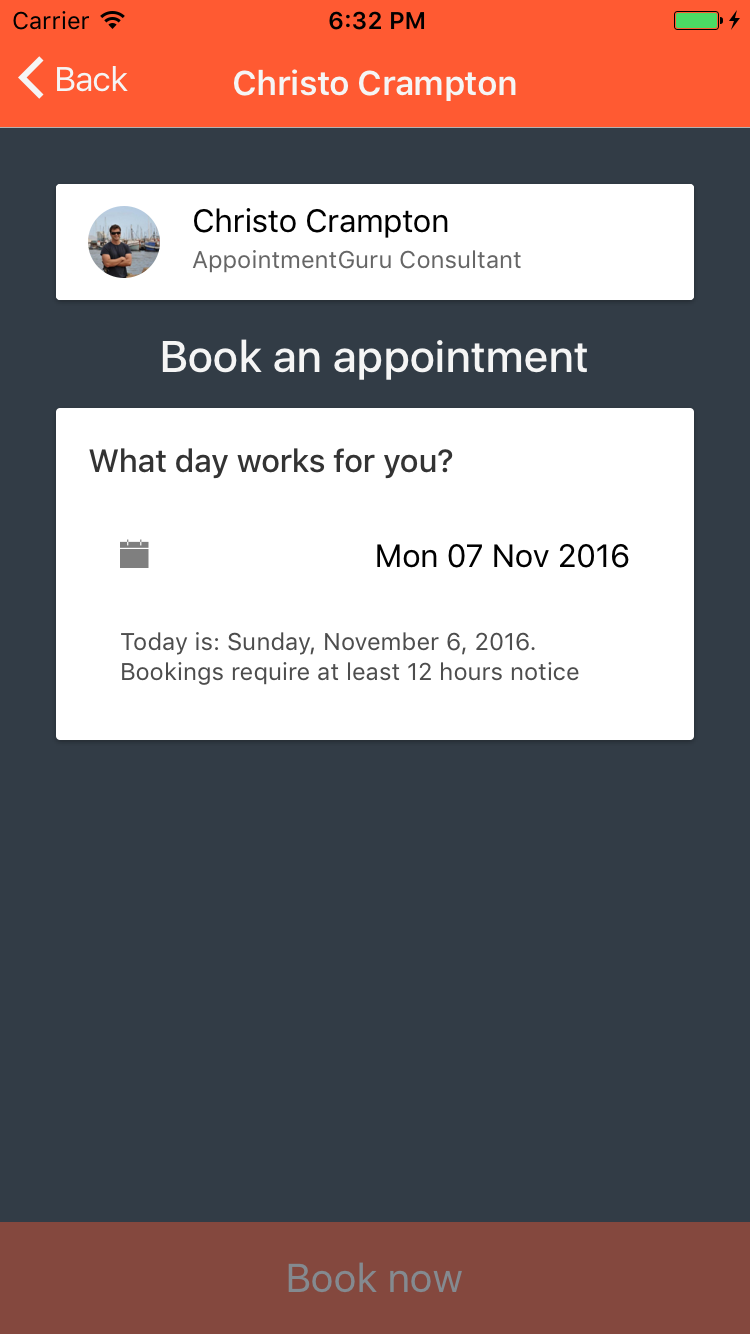 Carrier 6:32 PM
Back Christo Crampton
Christo Crampton
AppointmentGuru Consultant
Book an appointment
What day works for you?
Mon 07 Nov 2016
Today is: Sunday, November 6, 2016.
Bookings require at least 12 hours notice
Book now